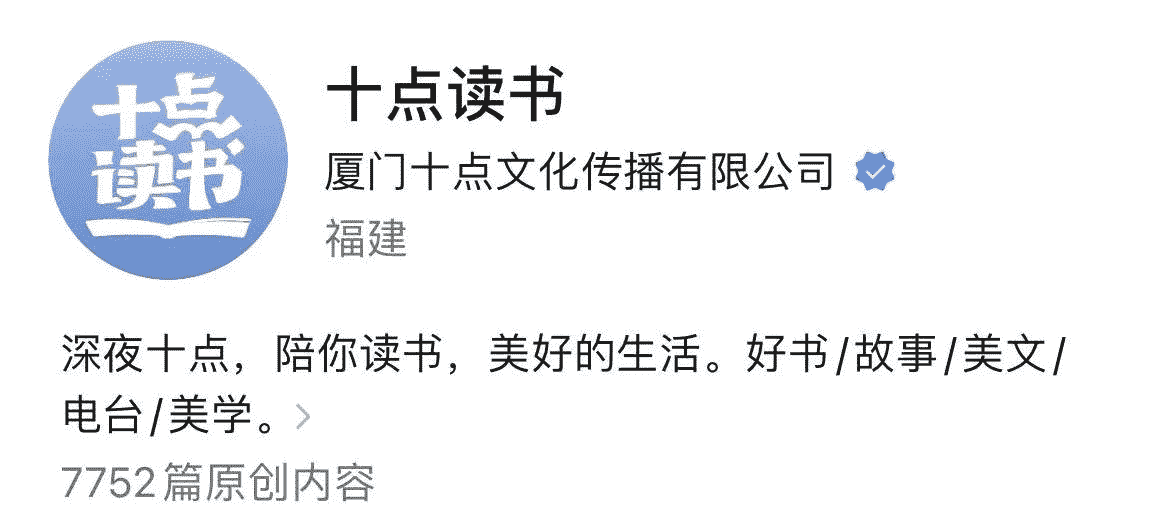 十点
读书
十点读书
厦门十点文化传播有限公司
福建
深夜十点，陪你读书，美好的生活。好书/故事/美文/
电台/美学。
7752篇原创内容